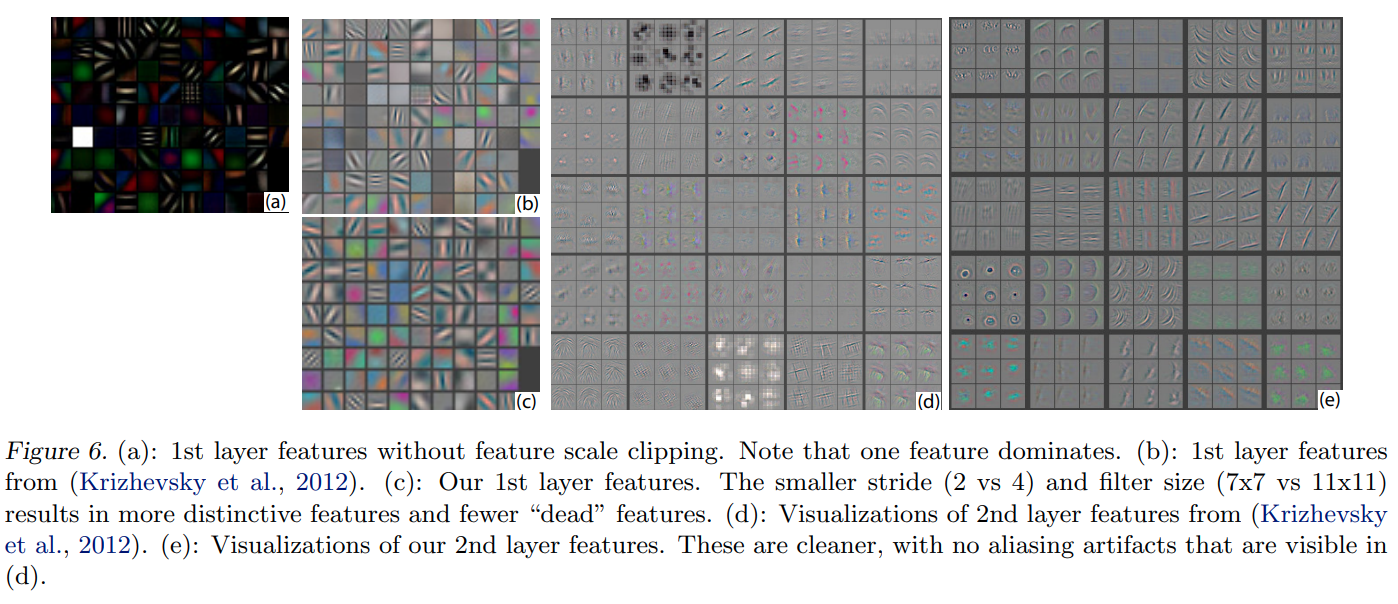 (a)
(b)
(c)
(d)
(e)
Figure 6. (a): 1st layer features without feature scale clipping. Note that one feature dominates. (b): 1st layer features
from (Krizhevsky et al., 2012). (c): Our 1st layer features. The smaller stride (2 vs 4) and filter size (7x7 vs 11x11)
results in more distinctive features and fewer “dead” features. (d): Visualizations of 2nd layer features from (Krizhevsky
et al., 2012). (e): Visualizations of our 2nd layer features. These are cleaner, with no aliasing artifacts that are visible in
(d).